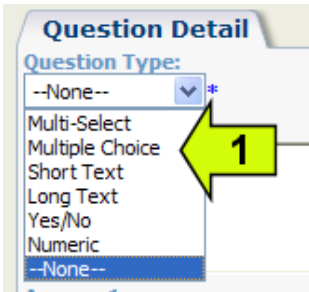 Question Detail
Question Type:
--None-- *
Multi-Select
Multiple Choice
1
Short Text
Long Text
Yes/No
Numeric
--None--